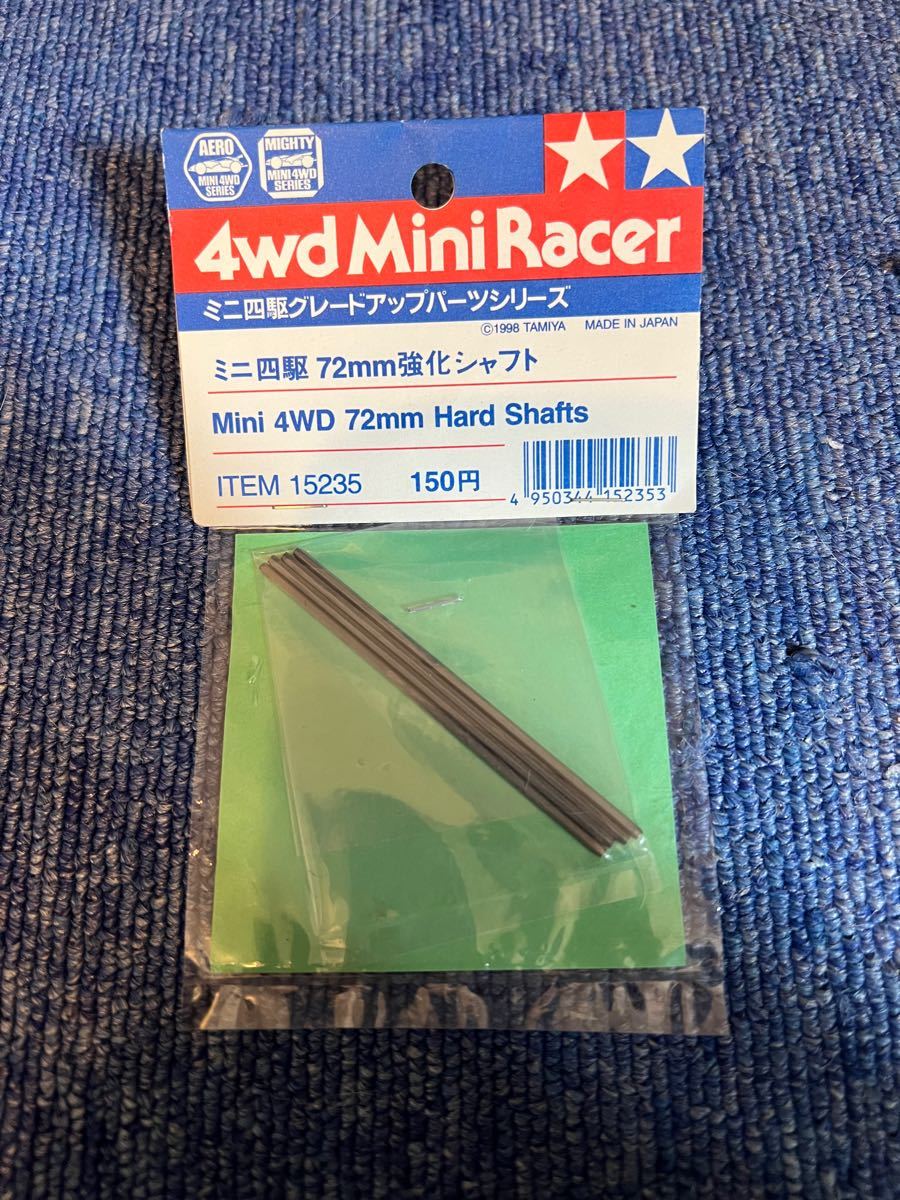 AERO
MINI 4WD
SERIES
MIGHTY
MINI 4WD
SERIES
4wd Mini Racer
ミニ四駆グレードアップパーツシリーズ
©1998 TAMIYA MADE IN JAPAN
ミニ四駆 72mm強化シャフト
Mini 4WD 72mm Hard Shafts
ITEM 15235 150円
4 950344 152353